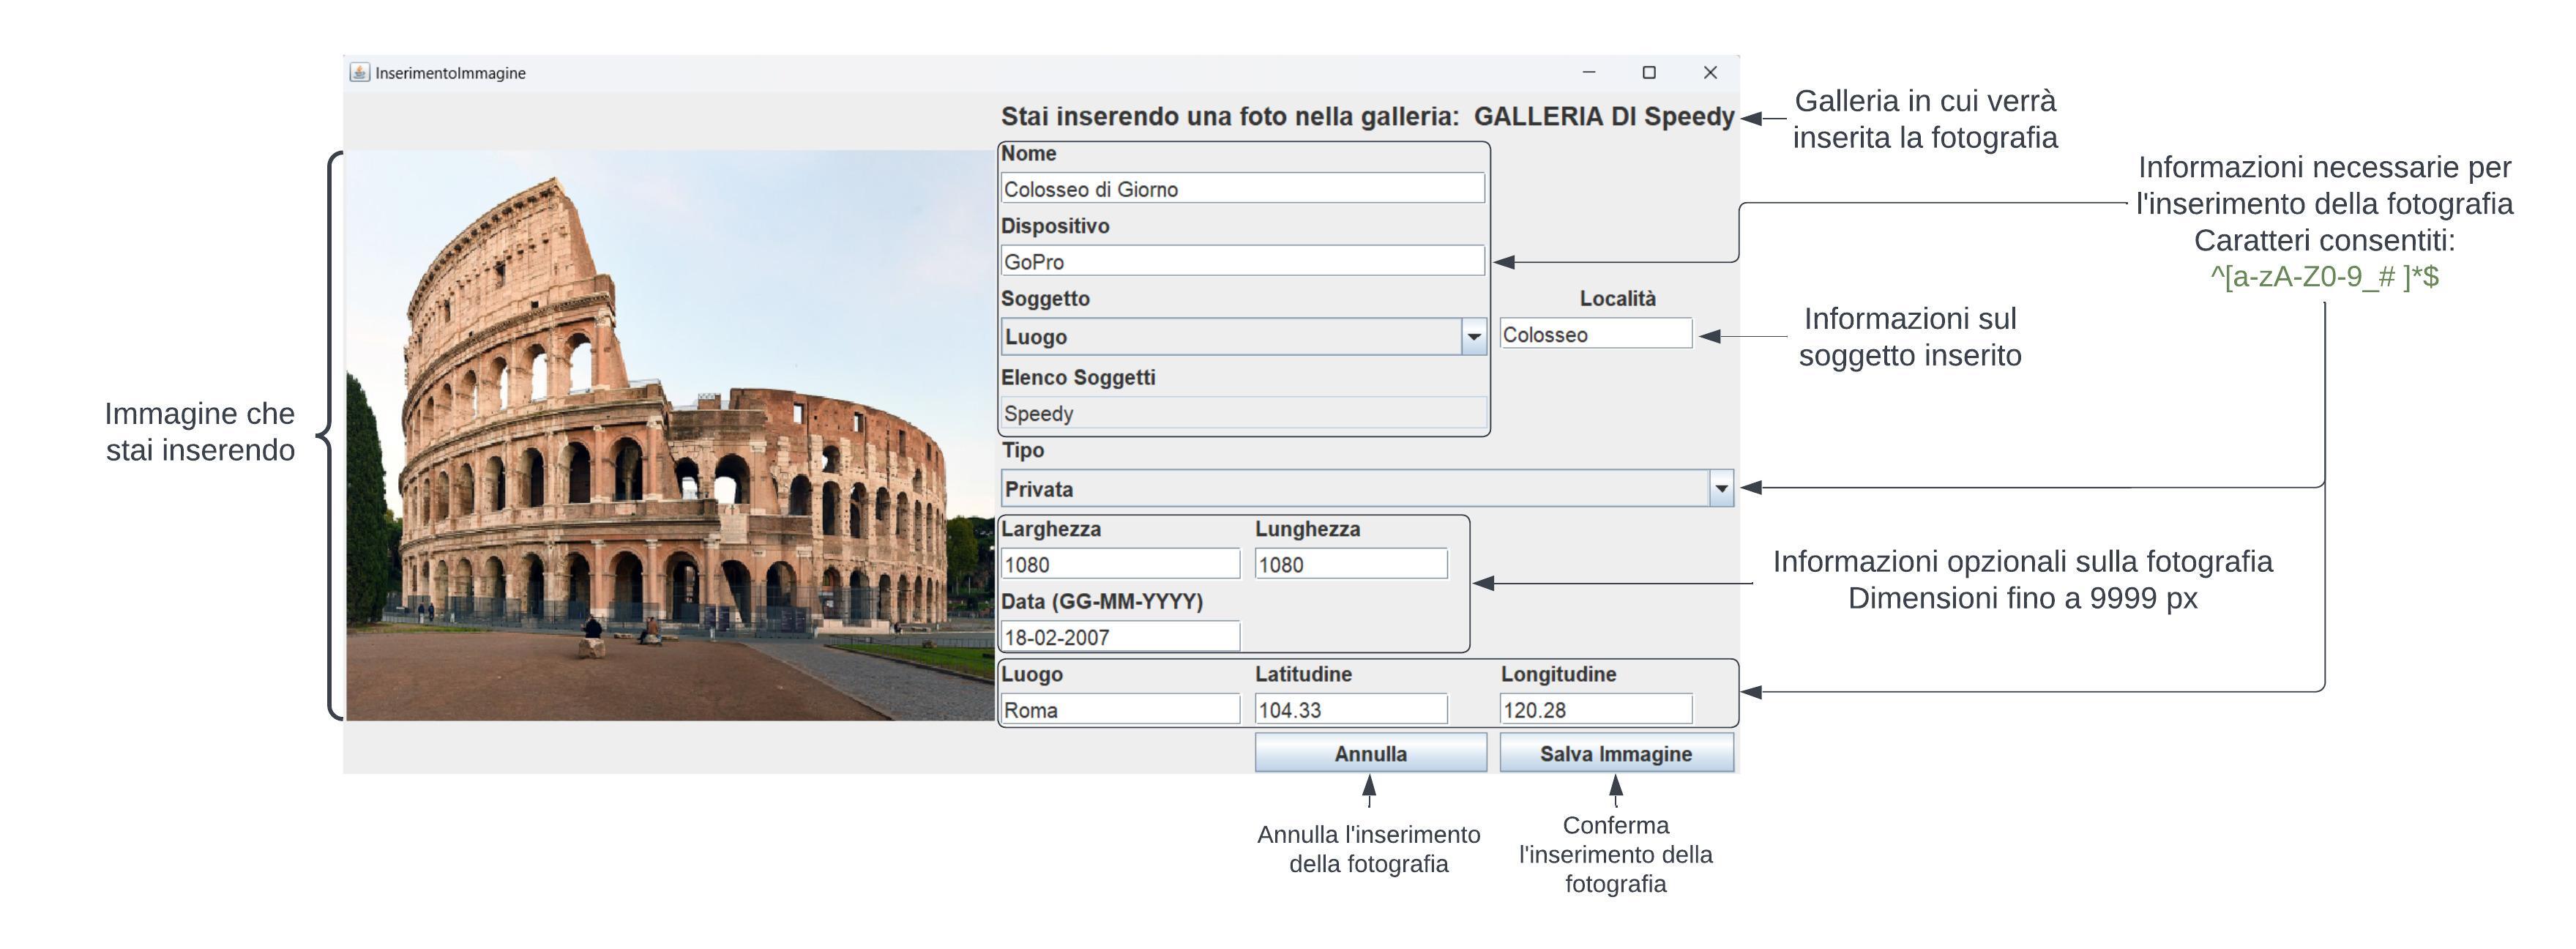 InserimentoImmagine
Stai inserendo una foto nella galleria: GALLERIA DI Speedy
Galleria in cui verrà
inserita la fotografia
Nome
Colosseo di Giorno
Dispositivo
GoPro
Informazioni necessarie per
l'inserimento della fotografia
Caratteri consentiti:
^[a-zA-Z0-9_# ]*$
Soggetto
Località
Luogo
Colosseo
Informazioni sul
soggetto inserito
Elenco Soggetti
Speedy
Immagine che
stai inserendo
Tipo
Privata
Larghezza Lunghezza
1080 1080
Data (GG-MM-YYYY)
18-02-2007
Informazioni opzionali sulla fotografia
Dimensioni fino a 9999 px
Luogo Latitudine Longitudine
Roma 104.33 120.28
Annulla Salva Immagine
Annulla l'inserimento
della fotografia
Conferma
l'inserimento della
fotografia